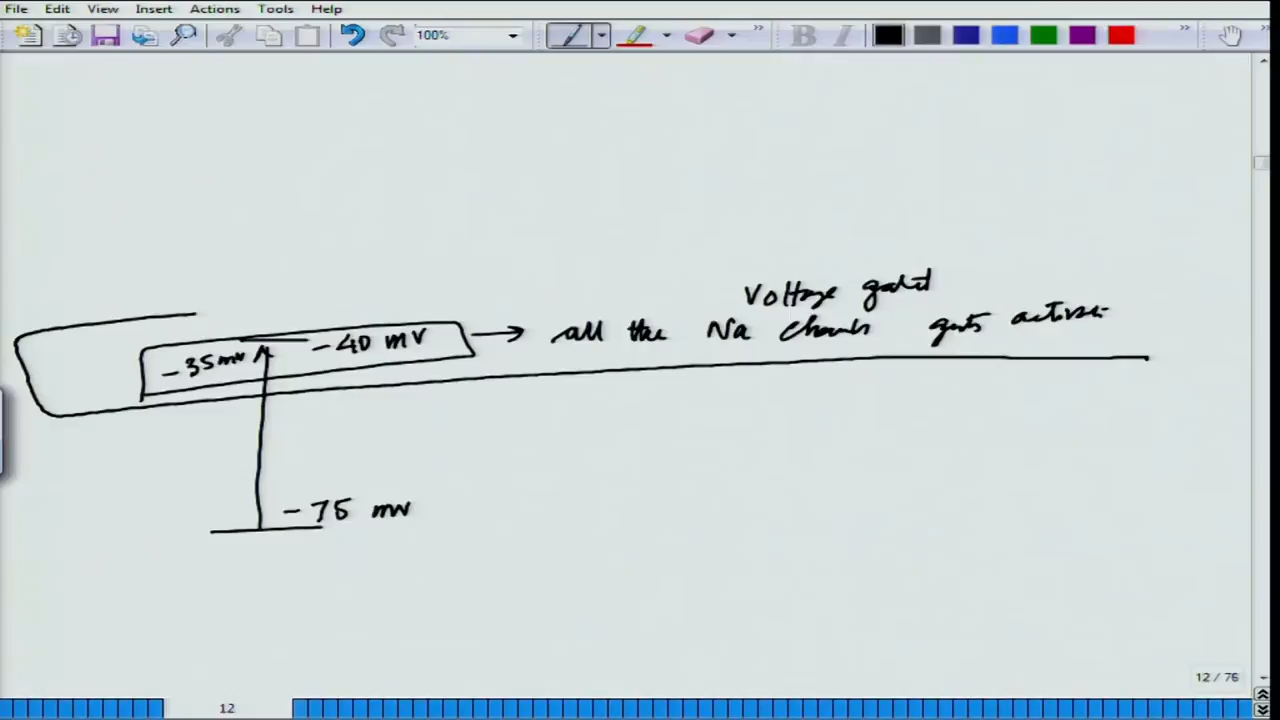 File Edit View Insert Actions Tools Help
100%
B I
Voltage gated
-35mv -40 mV → all the Na channels gets activa
-75 mv
12 / 76
12